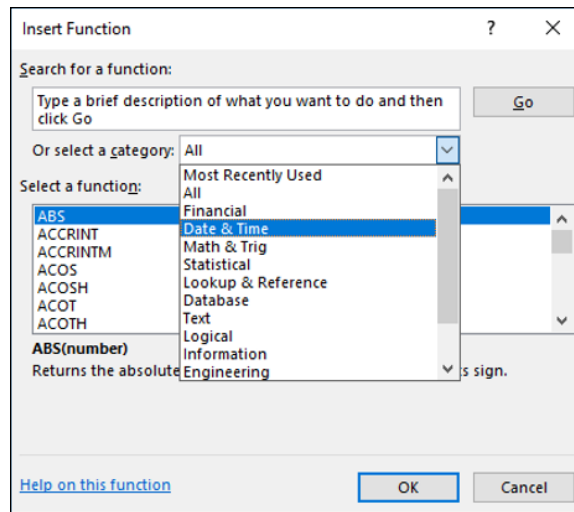 Insert Function
?
Search for a function:
Type a brief description of what you want to do and then
click Go
Go
Or select a category:
All
Most Recently Used
All
Financial
Date & Time
Math & Trig
Statistical
Lookup & Reference
Database
Text
Logical
Information
Engineering
Select a function:
ABS
ACCRINT
ACCRINTM
ACOS
ACOSH
ACOT
ACOTH
ABS(number)
Returns the absolute
s sign.
Help on this function
OK
Cancel